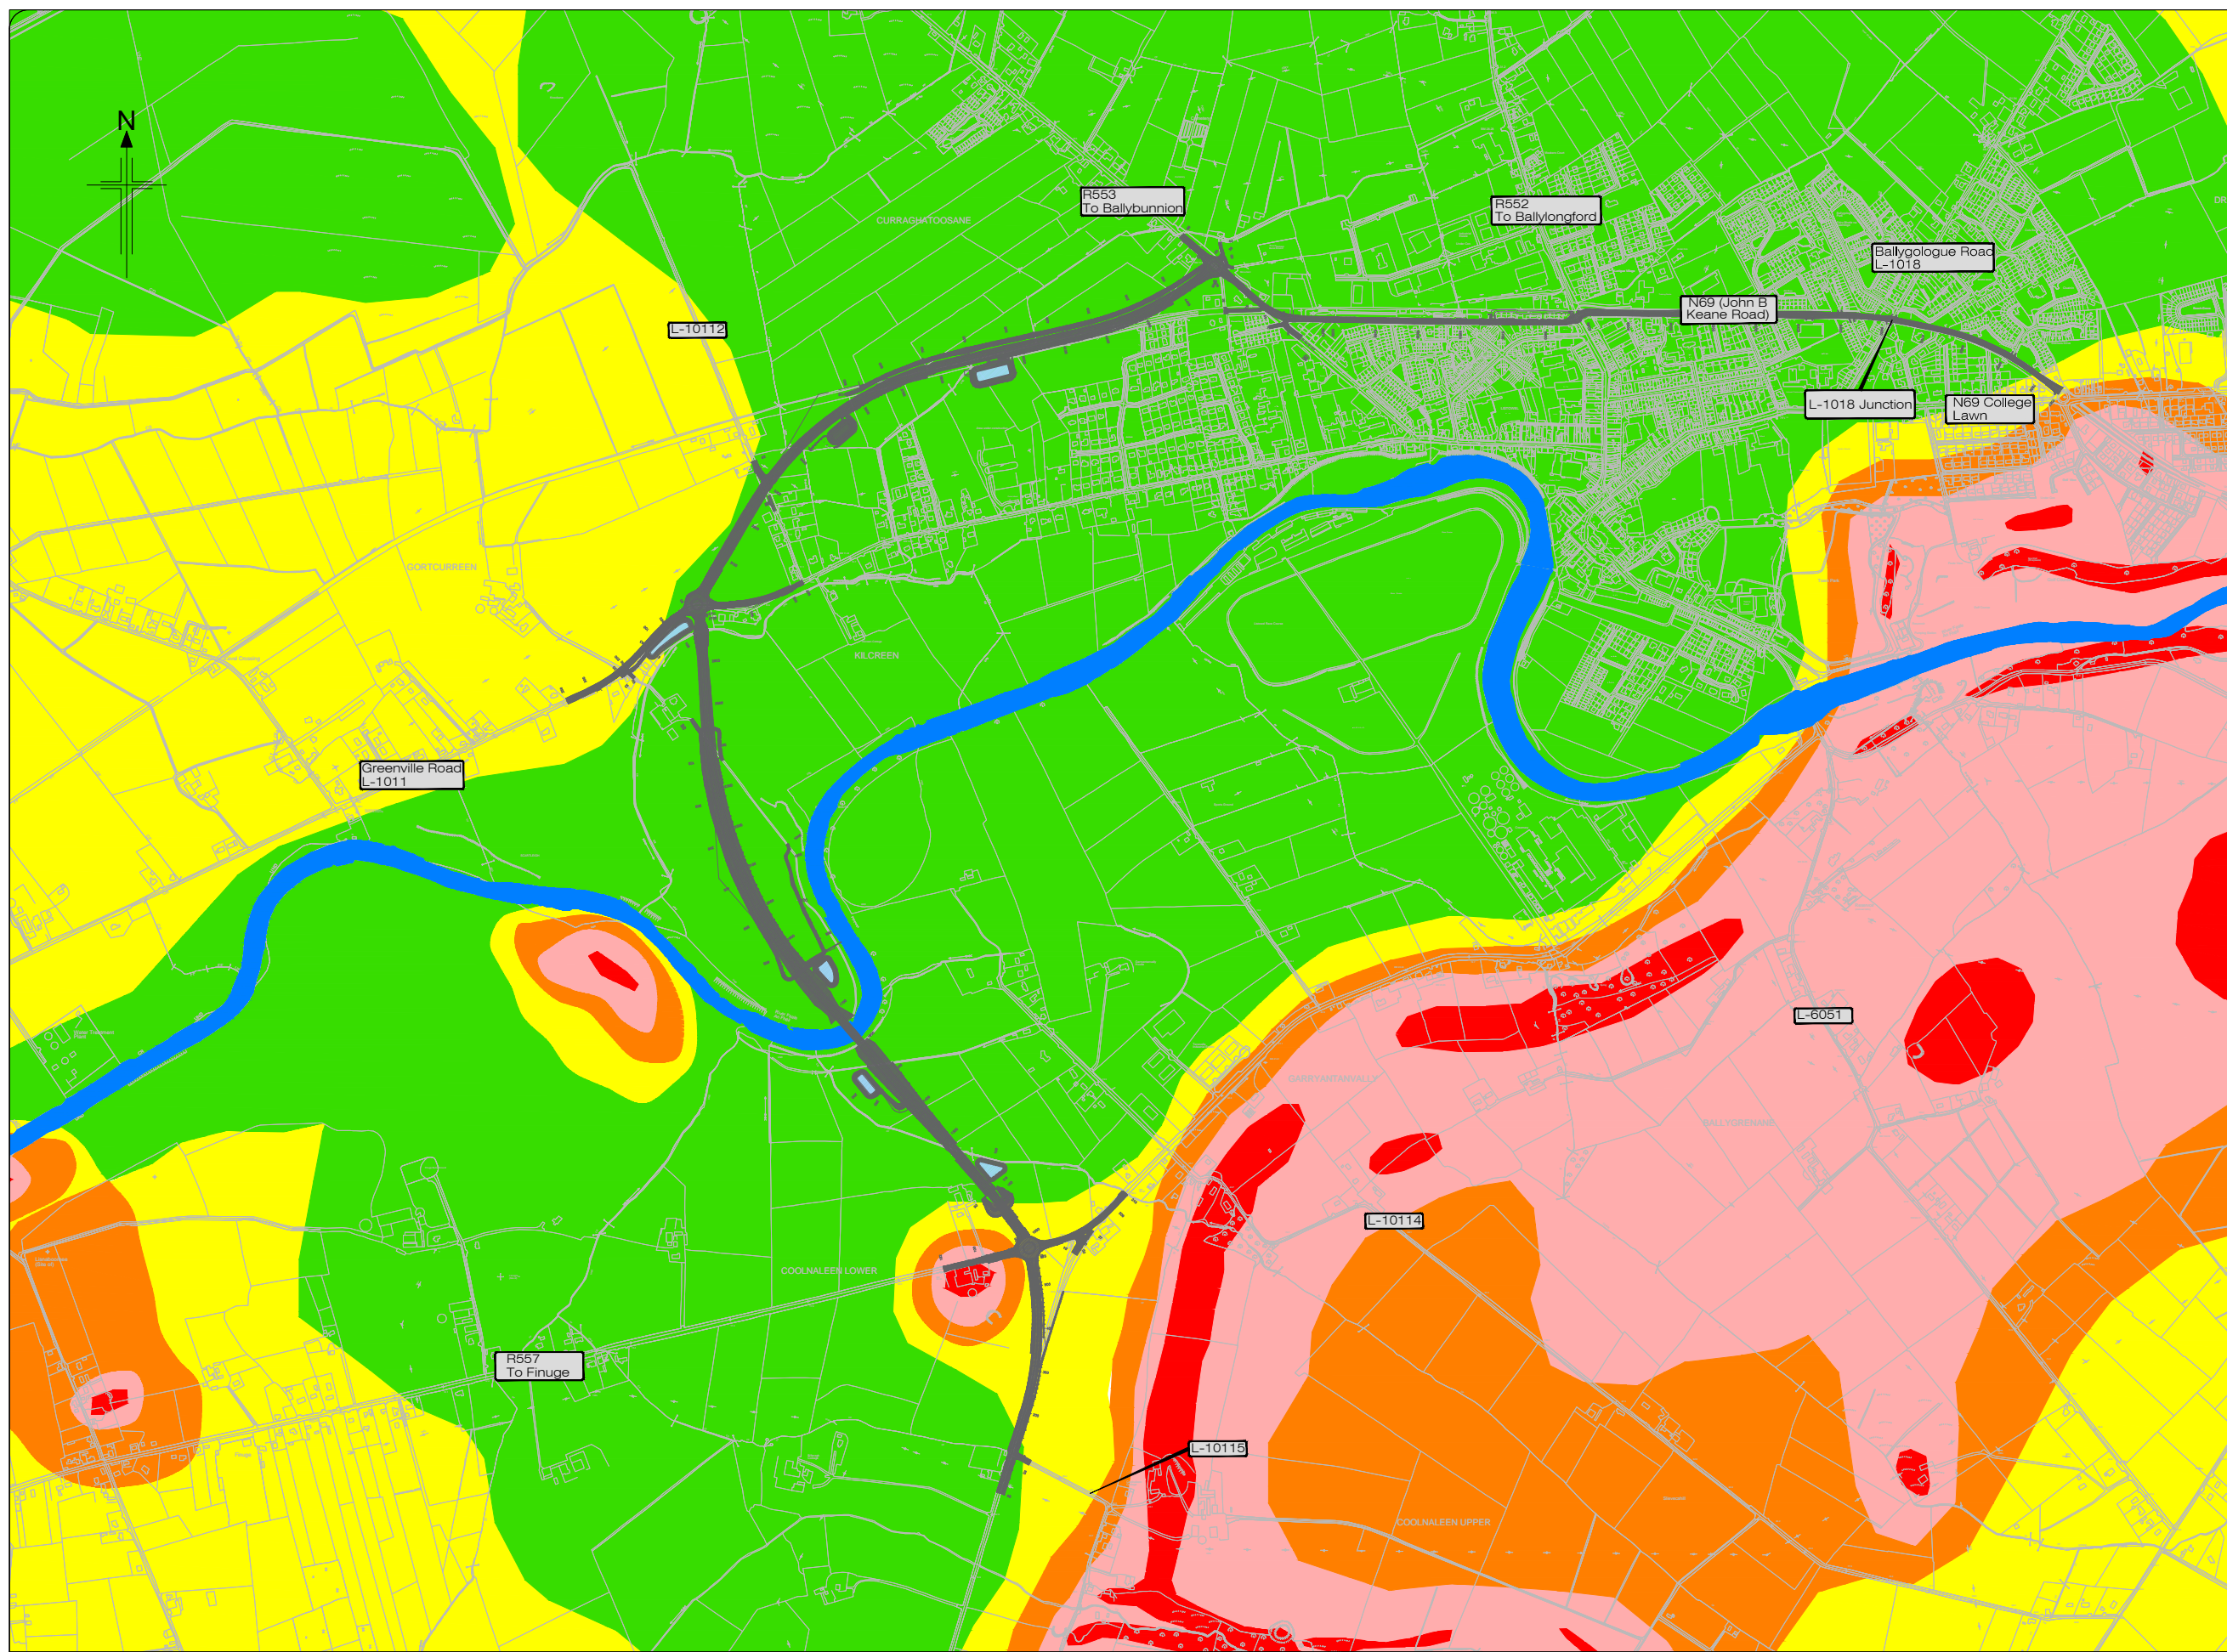 N
R553
To Ballybunnion
R552
To Ballylongford
CURRAGHATOOSANE
Ballygologue Road
L-1018
N69 (John B
Keane Road)
L-10112
L-1018 Junction
N69 College
Lawn
GORTCURREEN
KILCREEN
Greenville Road
L-1011
L-6051
GARRYANTANVALLY
BALLYGRENANE
L-10114
COOLNALEEN LOWER
R557
To Finuge
L-10115
COOLNALEEN UPPER